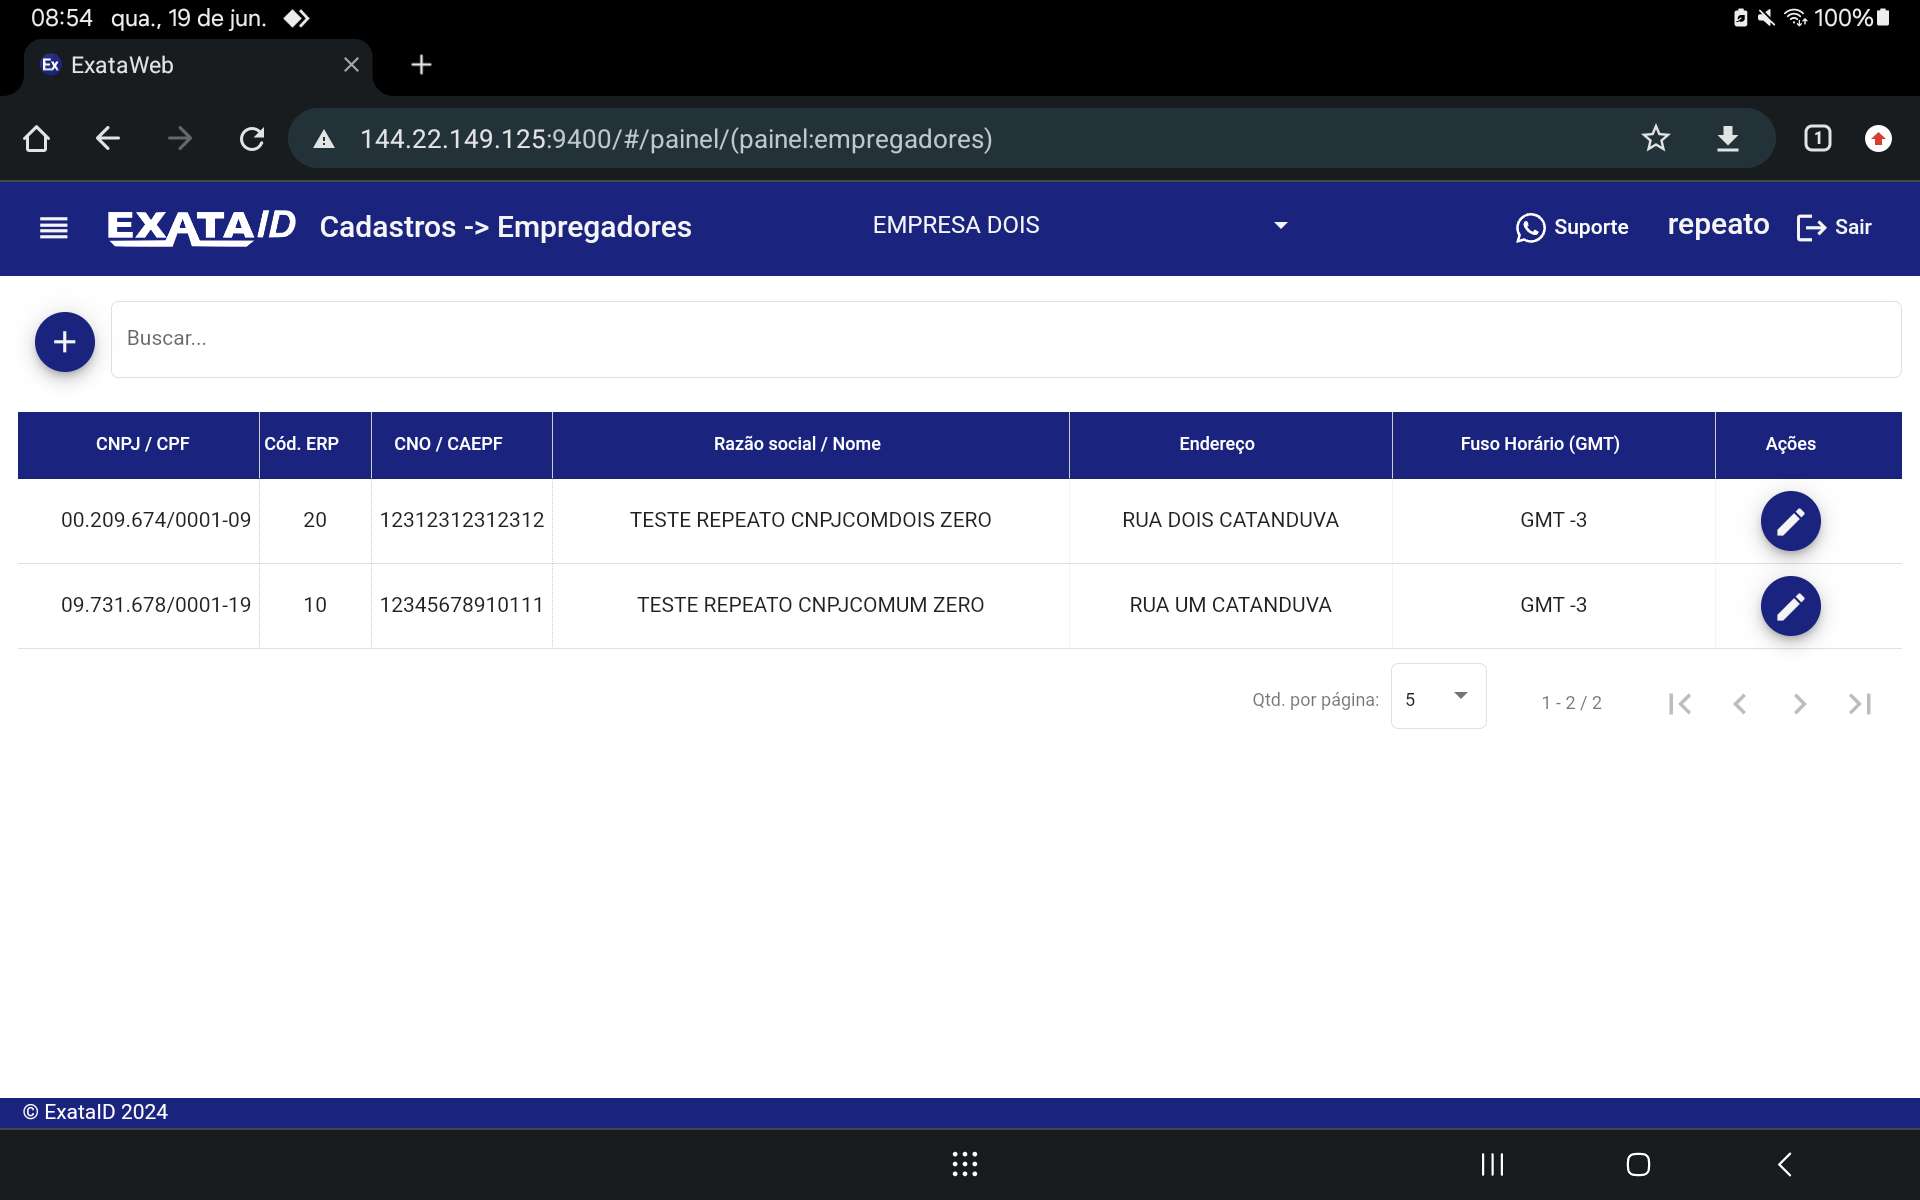 08:54 qua., 19 de jun. 100%
Ex ExataWeb
144.22.149.125:9400/#/painel/(painel:empregadores) 1
EXATAID Cadastros -> Empregadores EMPRESA DOIS Suporte repeato Sair
Buscar...
CNPJ / CPF Cód. ERP CNO / CAEPF Razão social / Nome Endereço Fuso Horário (GMT) Ações
00.209.674/0001-09 20 12312312312312 TESTE REPEATO CNPJCOMDOIS ZERO RUA DOIS CATANDUVA GMT -3
09.731.678/0001-19 10 12345678910111 TESTE REPEATO CNPJCOMUM ZERO RUA UM CATANDUVA GMT -3
Qtd. por página: 5 1 - 2 / 2
© ExataID 2024